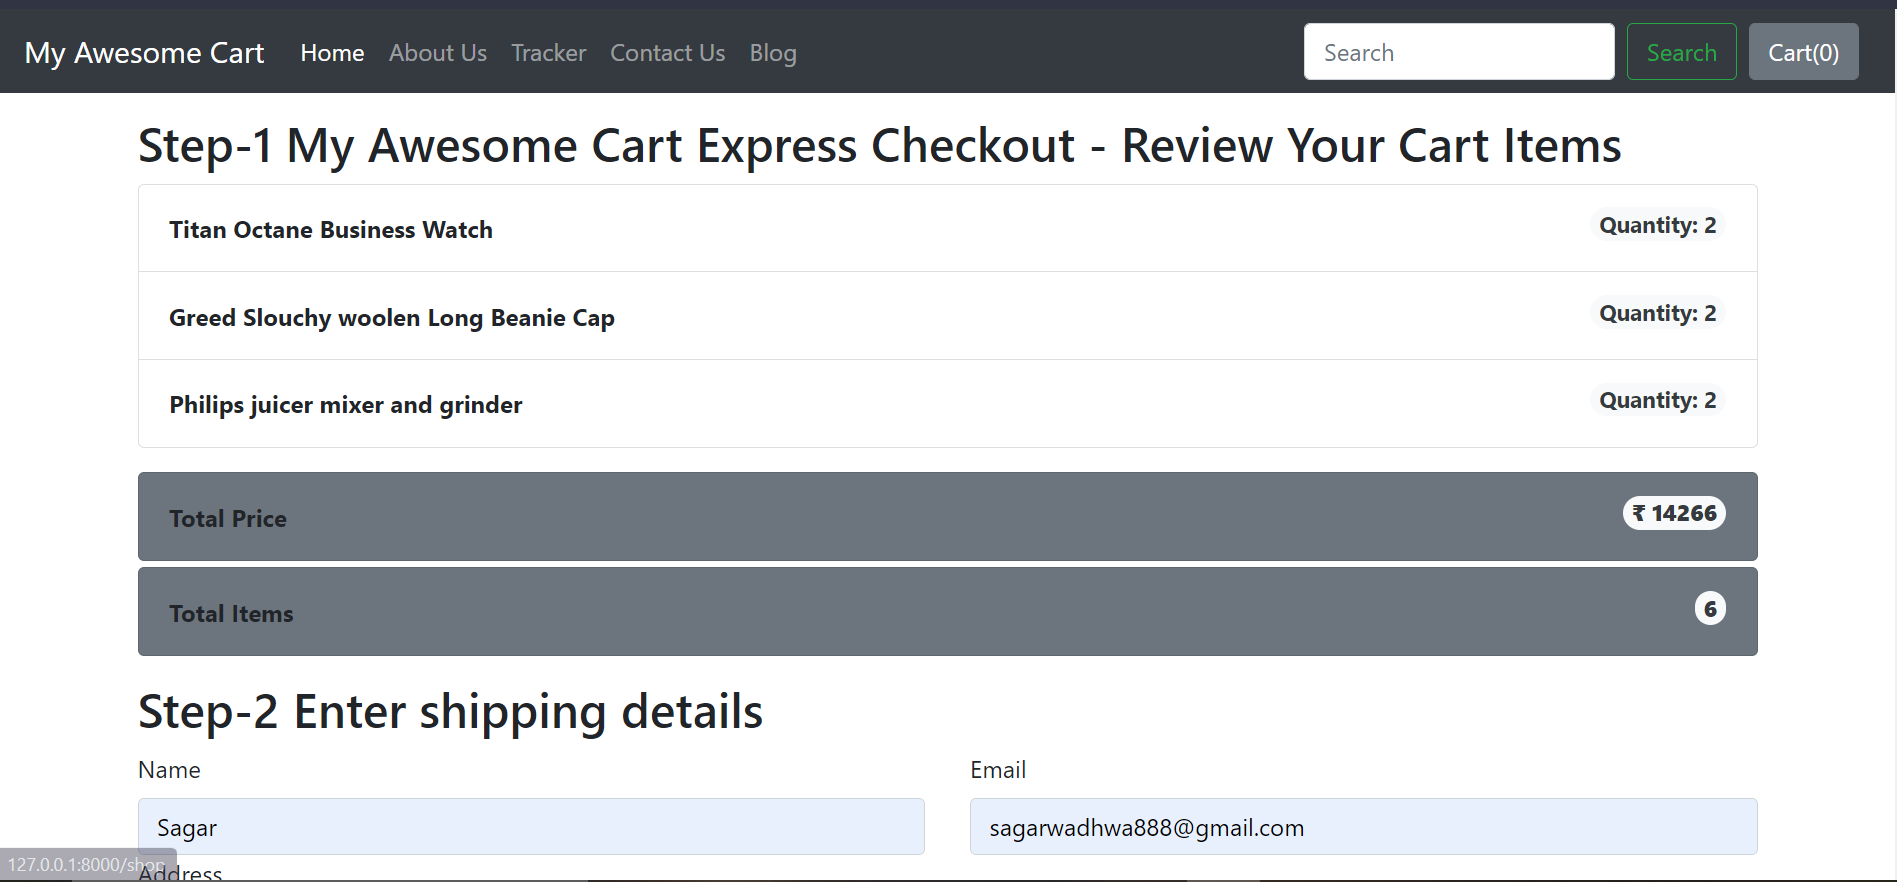 My Awesome Cart Home About Us Tracker Contact Us Blog Search Search Cart(0)
Step-1 My Awesome Cart Express Checkout - Review Your Cart Items
Titan Octane Business Watch Quantity: 2
Greed Slouchy woolen Long Beanie Cap Quantity: 2
Philips juicer mixer and grinder Quantity: 2
Total Price ₹ 14266
Total Items 6
Step-2 Enter shipping details
Name Email
Sagar sagarwadhwa888@gmail.com
127.0.0.1:8000/shop
Address